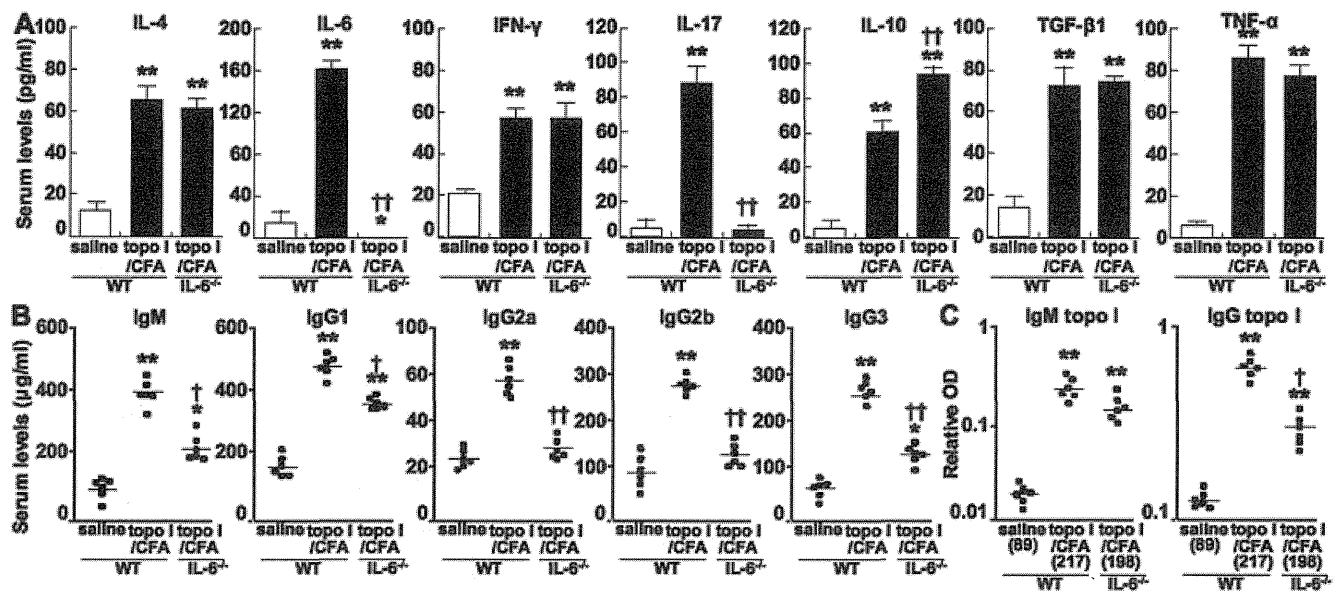 A
IL-4 IL-6 IFN-γ IL-17 IL-10 TGF-β1 TNF-α
Serum levels (pg/ml)
100 200 100 120 120 100 100
80 160 80 100 100 80 80
60 120 60 80 80 60 60
40 80 40 60 60 40 40
20 40 20 40 40 20 20
0 0 0 20 20 0 0
0 0
** ** ** †† * ** ** ** †† ** †† ** ** ** ** **
saline topo I topo I saline topo I topo I saline topo I topo I saline topo I topo I saline topo I topo I saline topo I topo I saline topo I topo I
/CFA /CFA /CFA /CFA /CFA /CFA /CFA /CFA /CFA /CFA /CFA /CFA /CFA /CFA
WT IL-6-/- WT IL-6-/- WT IL-6-/- WT IL-6-/- WT IL-6-/- WT IL-6-/- WT IL-6-/-
B
IgM IgG1 IgG2a IgG2b IgG3
Serum levels (μg/ml)
600 600 100 400 400
400 400 80 300 300
200 200 60 200 200
0 0 40 100 100
20 0 0
0
** † * ** † ** ** †† ** †† ** †† *
saline topo I topo I saline topo I topo I saline topo I topo I saline topo I topo I saline topo I topo I
/CFA /CFA /CFA /CFA /CFA /CFA /CFA /CFA /CFA /CFA
WT IL-6-/- WT IL-6-/- WT IL-6-/- WT IL-6-/- WT IL-6-/-
C
IgM topo I IgG topo I
Relative OD
1 1
0.1
0.01 0.1
** ** ** † **
saline topo I topo I saline topo I topo I
(89) /CFA /CFA (89) /CFA /CFA
(217) (198) (217) (198)
WT IL-6-/- WT IL-6-/-